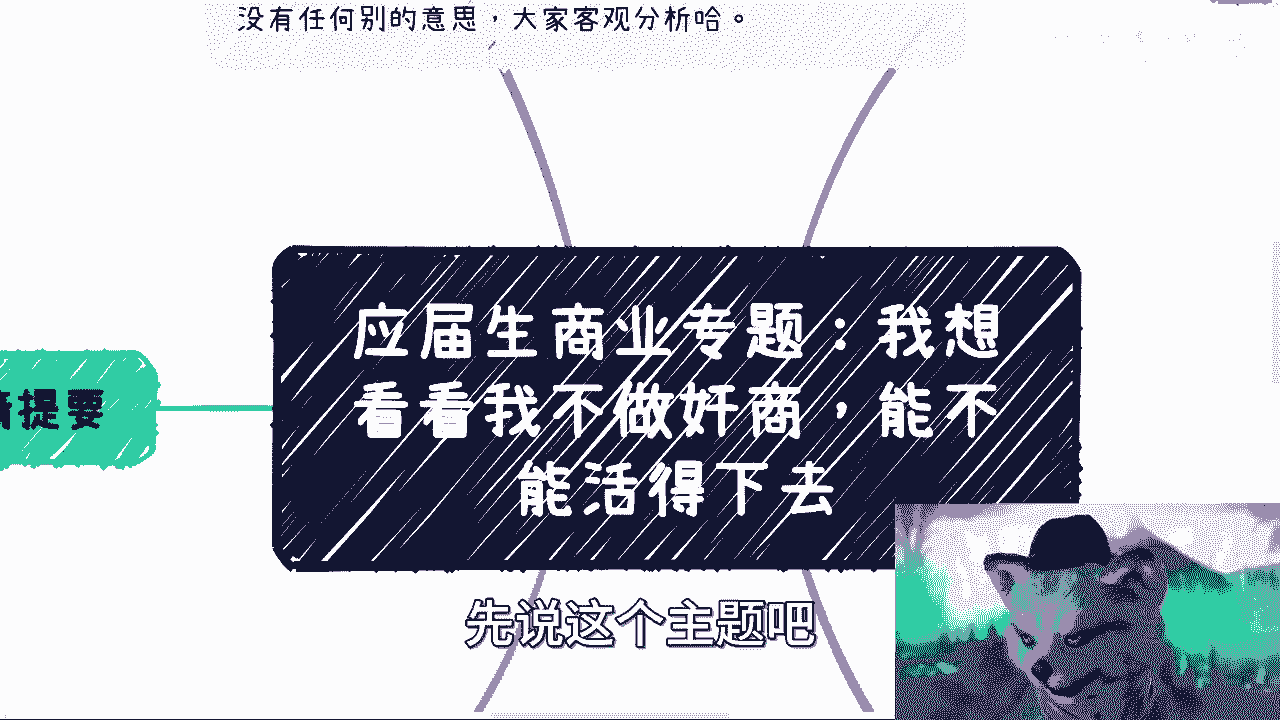 没有任何别的意思，大家客观分析哈。
应届生商业专题：我想
看看我不做奸商，能不
能活得下去
提要
先说这个主题吧